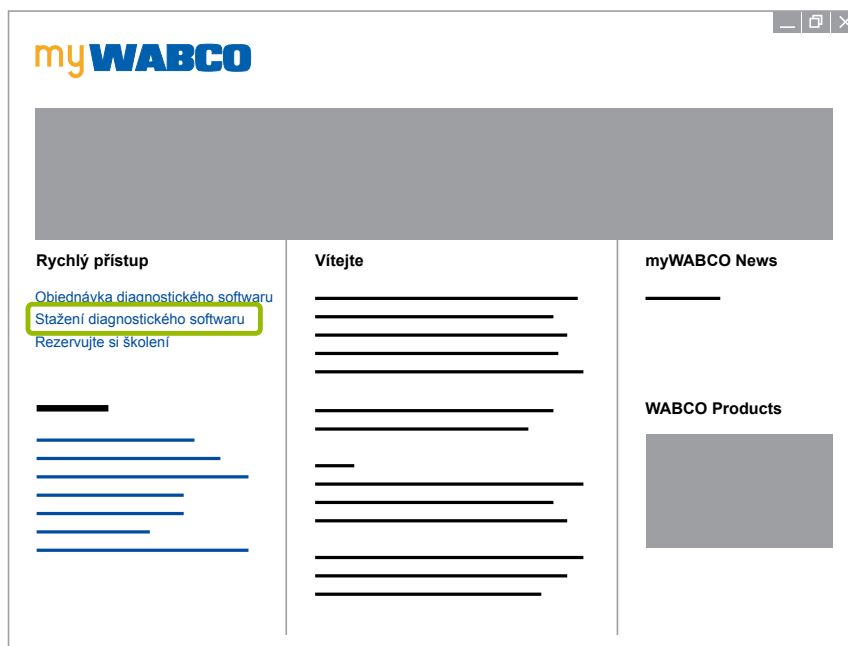 myWABCO
Rychlý přístup
Objednávka diagnostického softwaru
Stažení diagnostického softwaru
Rezervujte si školení
Vítejte
myWABCO News
WABCO Products